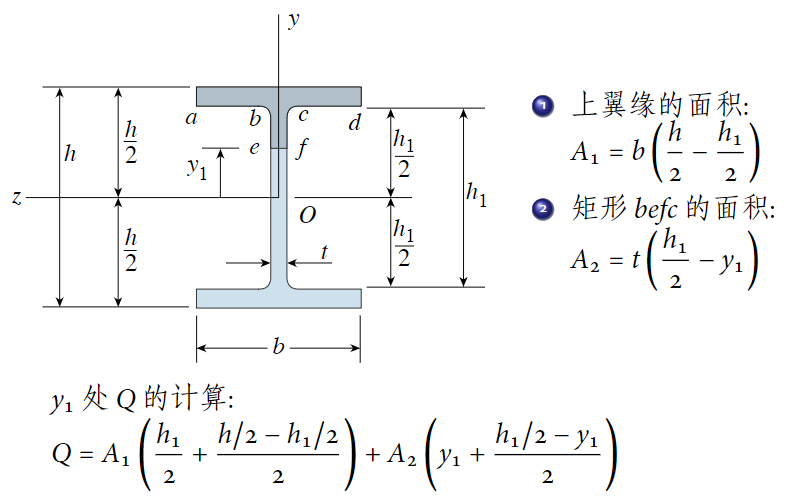 y
a
b
c
d
e
f
h
h/2
h/2
y₁
z
O
t
h₁/2
h₁/2
h₁
b
1 上翼缘的面积:
A₁ = b(h/2 − h₁/2)
2 矩形 befc 的面积:
A₂ = t(h₁/2 − y₁)
y₁ 处 Q 的计算:
Q = A₁(h₁/2 + (h/2 − h₁/2)/2) + A₂(y₁ + (h₁/2 − y₁)/2)